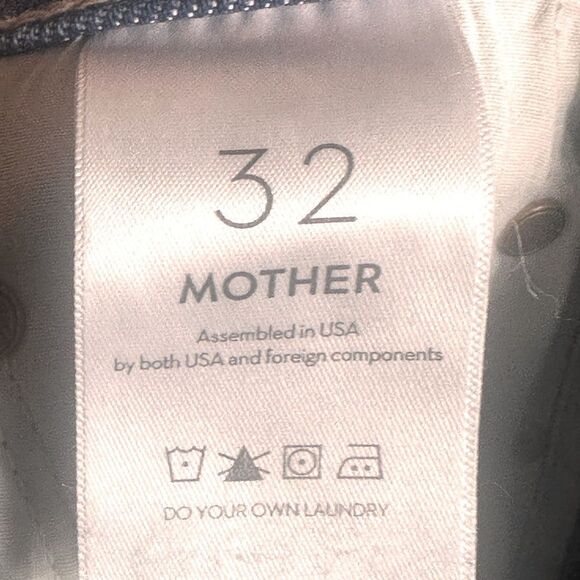 32
MOTHER
Assembled in USA
by both USA and foreign components
DO YOUR OWN LAUNDRY